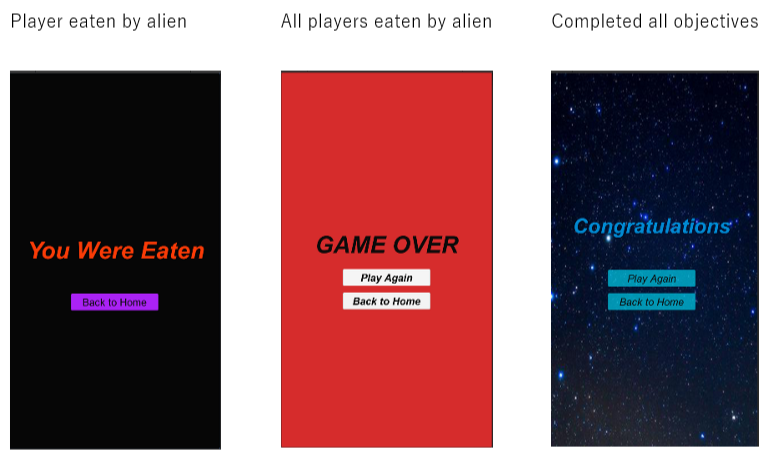 Player eaten by alien
All players eaten by alien
Completed all objectives
You Were Eaten
Back to Home
GAME OVER
Play Again
Back to Home
Congratulations
Play Again
Back to Home